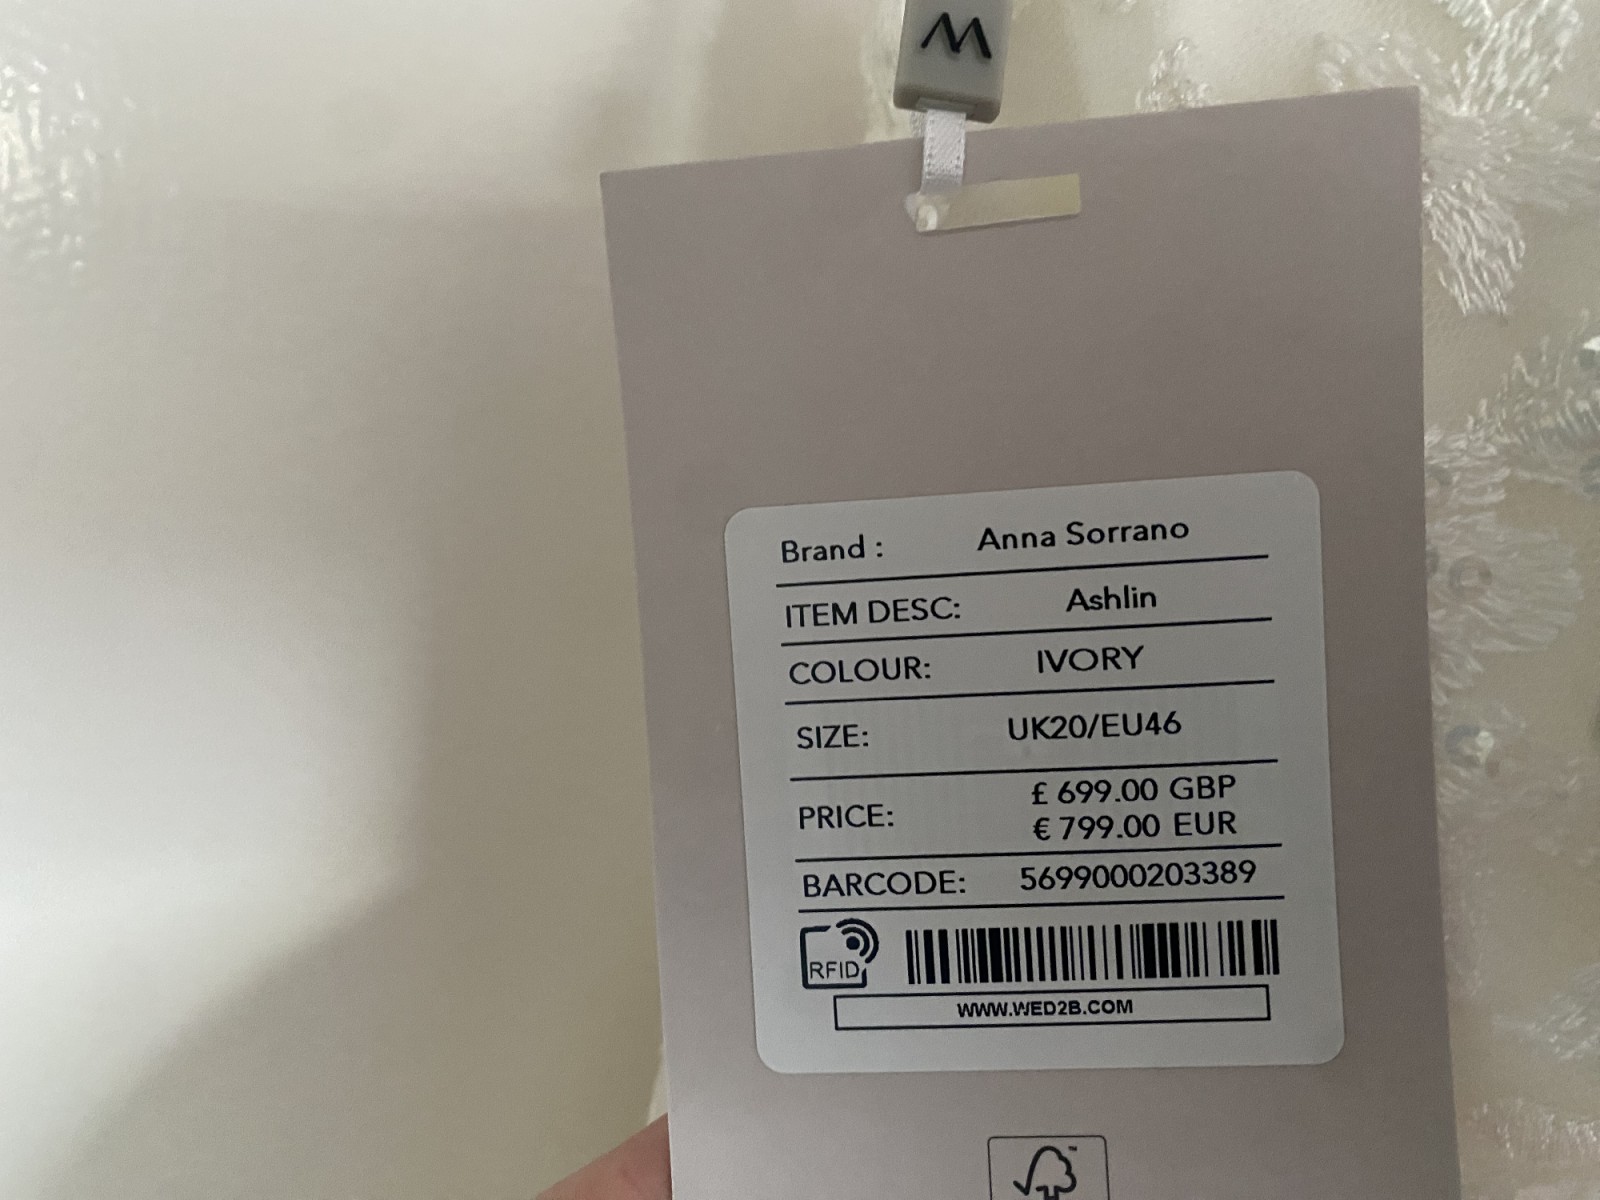 W
Brand : Anna Sorrano
ITEM DESC: Ashlin
COLOUR: IVORY
SIZE: UK20/EU46
PRICE: £ 699.00 GBP
€ 799.00 EUR
BARCODE: 5699000203389
RFID
WWW.WED2B.COM
™